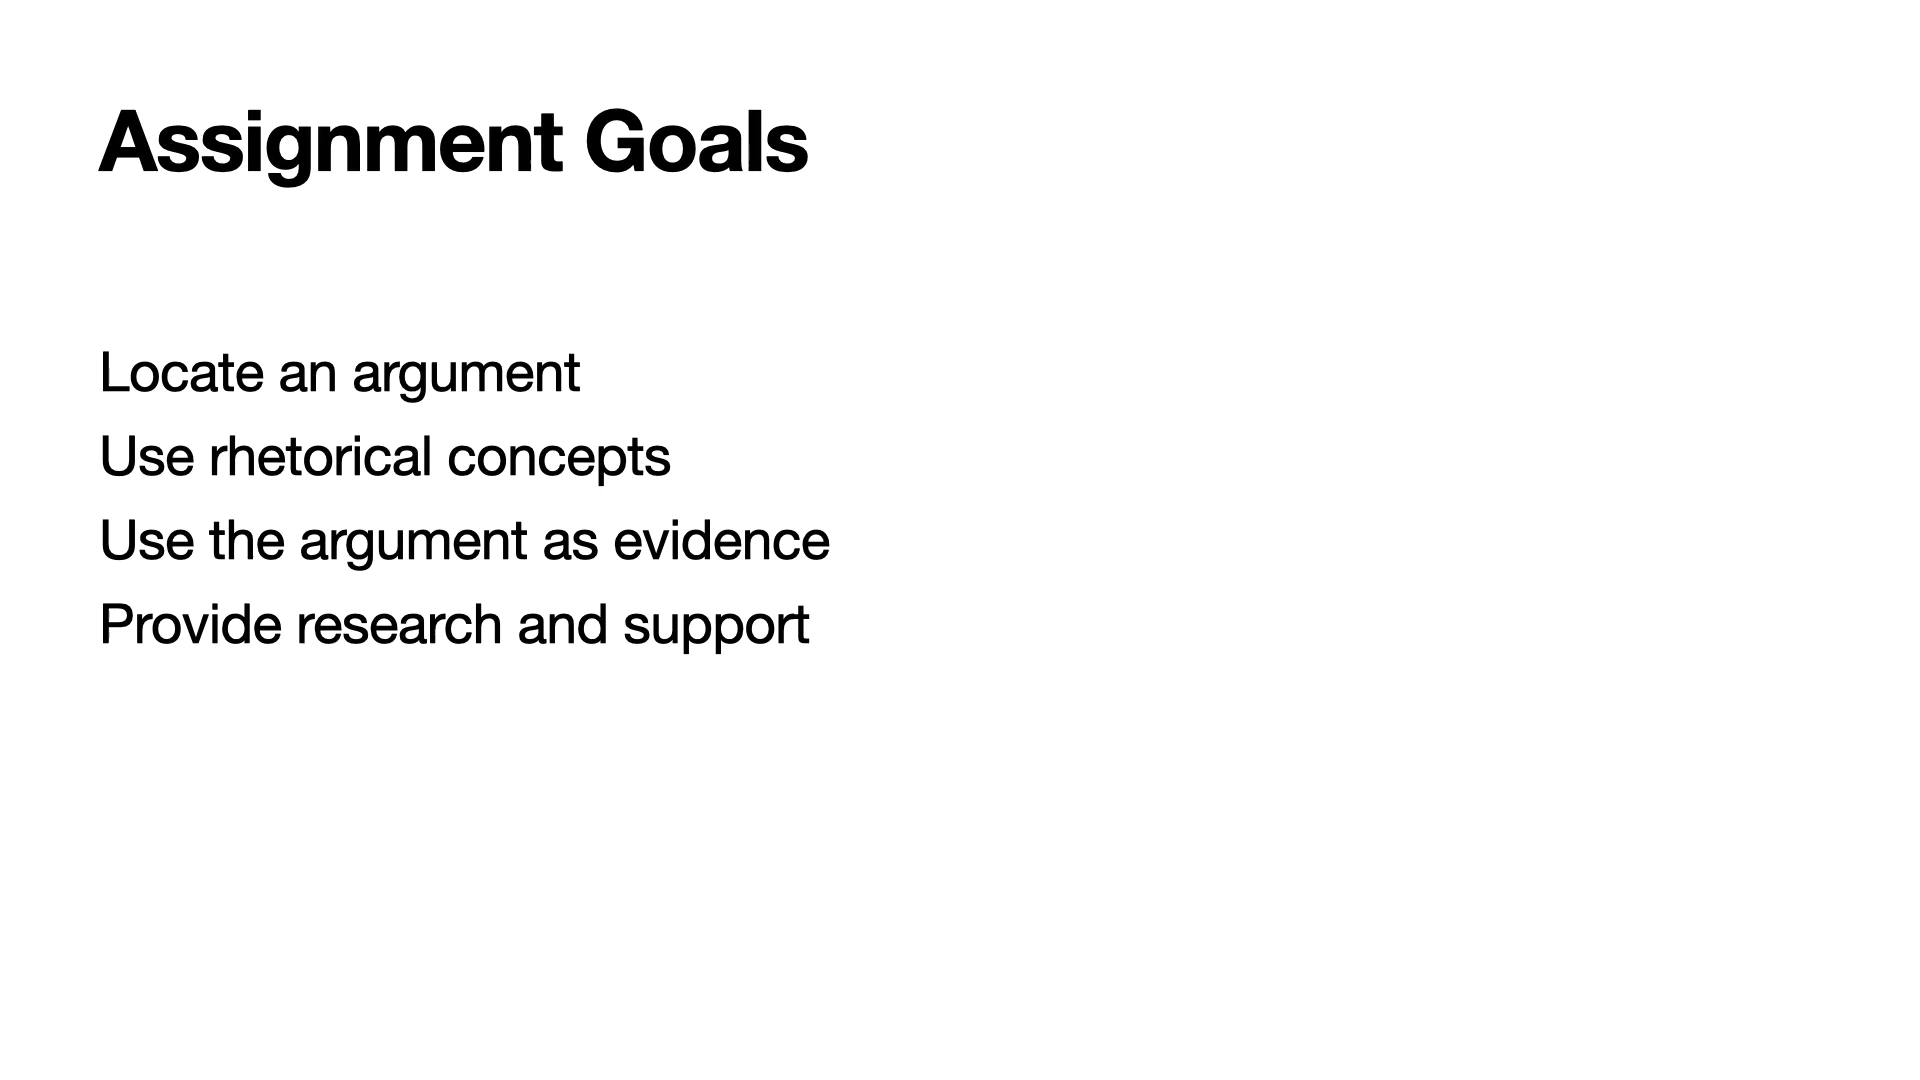 Assignment Goals
Locate an argument
Use rhetorical concepts
Use the argument as evidence
Provide research and support